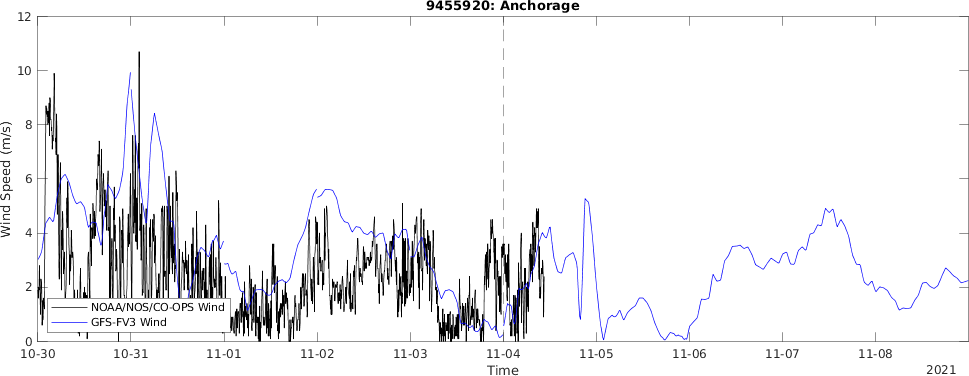 9455920: Anchorage
12
10
8
6
4
2
0
Wind Speed (m/s)
NOAA/NOS/CO-OPS Wind
GFS-FV3 Wind
10-30 10-31 11-01 11-02 11-03 11-04 11-05 11-06 11-07 11-08
Time
2021